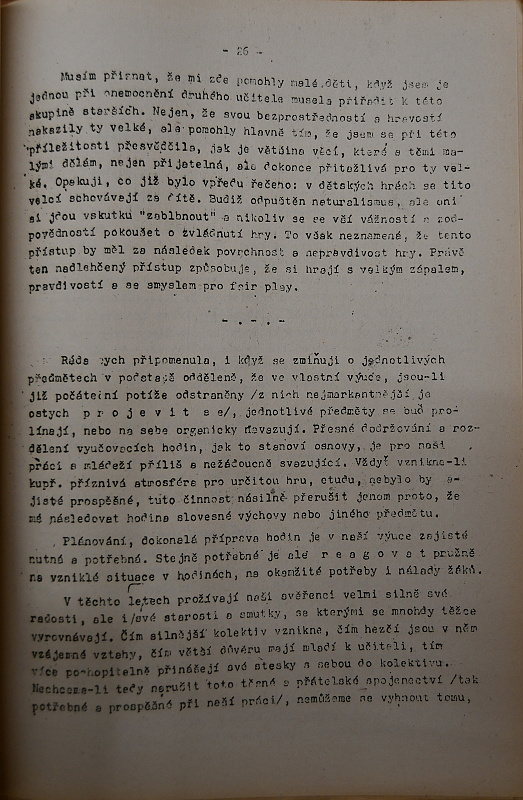 - 26 -
Musím přiznat, že mi zde pomohly malé děti, když jsem je
jednou při onemocnění druhého učitele musela přiřadit k této
skupině starších. Nejen, že svou bezprostředností a hravostí
nakazily ty velké, ale pomohly hlavně tím, že jsem se při této
příležitosti přesvědčila, jak je většina věcí, které s těmi ma-
lými dělám, nejen přijatelná, ale dokonce přitažlivá pro ty vel-
ké. Opakuji, co již bylo vpředu řečeno: v dětských hrách se tito
velcí schovávají za dítě. Budiž odpuštěn naturalismus, ale oni
si jdou vskutku "zablbnout" a nikoliv se se vší vážností a zod-
povědností pokoušet o zvládnutí hry. To však neznamená, že tento
přístup by měl za následek povrchnost a nepravdivost hry. Právě
ten nadlehčený přístup způsobuje, že si hrají s velkým zápalem,
pravdivostí a se smyslem pro fair play.
- . - . -
Ráda bych připomenula, i když se zmiňuji o jednotlivých
předmětech v podstatě odděleně, že ve vlastní výuce, jsou-li
již počáteční potíže odstraněny /z nich nejmarkantnější je
ostych p r o j e v i t s e/, jednotlivé předměty se buď pro-
línají, nebo na sebe organicky navazují. Přesné dodržování a roz-
dělení vyučovacích hodin, jak to stanoví osnovy, je pro naši
práci s mládeží příliš a nežádoucně svazující. Vždyť vznikne-li
kupř. příznivá atmosféra pro určitou hru, etudu, nebylo by
jistě prospěšné, tuto činnost násilně přerušit jenom proto, že
má následovat hodina slovesné výchovy nebo jiného předmětu.
Plánování, dokonalá příprava hodin je v naší výuce zajisté
nutná a potřebná. Stejně potřebné je ale r e a g o v a t pružně
na vzniklé situace v hodinách, na okamžité potřeby i nálady žáků.
V těchto letech prožívají naši svěřenci velmi silně své
radosti, ale i/své starosti a smutky, se kterými se mnohdy těžce
vyrovnávají. Čím silnější kolektiv vznikne, čím hezčí jsou v něm
vzájemné vztahy, čím větší důvěru mají mladí k učiteli, tím
více pochopitelně přinášejí své stesky s sebou do kolektivu.
Nechceme-li tedy narušit toto těsné a přátelské spojenectví /tak
potřebné a prospěšné při naší práci/, nemůžeme se vyhnout tomu,